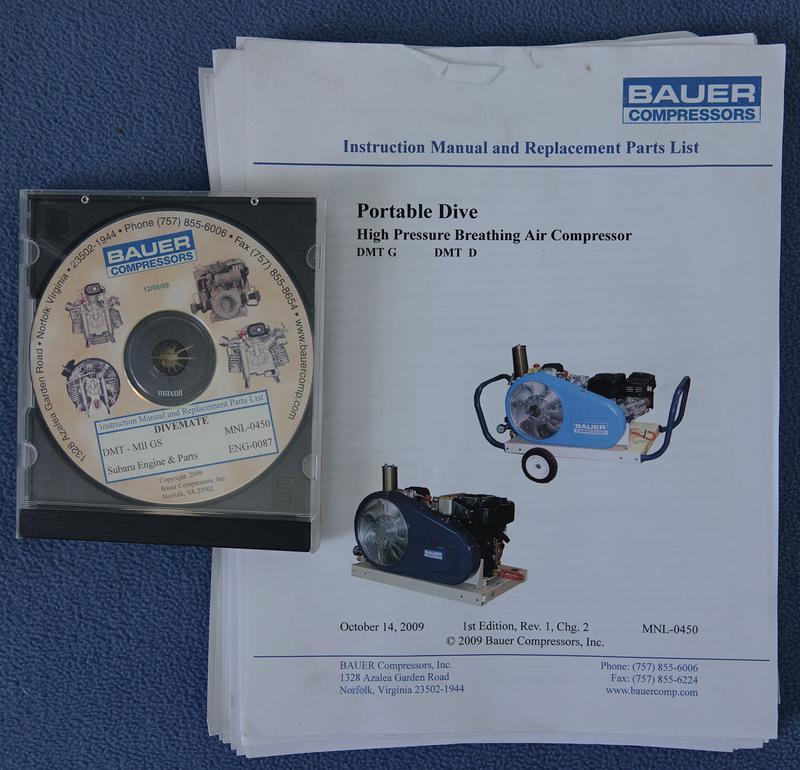 BAUER
COMPRESSORS
Instruction Manual and Replacement Parts List
Portable Dive
High Pressure Breathing Air Compressor
DMT G DMT D
BAUER
BAUER
October 14, 2009 1st Edition, Rev. 1, Chg. 2 MNL-0450
© 2009 Bauer Compressors, Inc.
BAUER Compressors, Inc.
1328 Azalea Garden Road
Norfolk, Virginia 23502-1944
Phone: (757) 855-6006
Fax: (757) 855-6224
www.bauercomp.com
1328 Azalea Garden Road • Norfolk Virginia • 23502-1944 • Phone (757) 855-6006 • Fax (757) 855-8654 • www.bauercomp.com
BAUER
COMPRESSORS
12/08/09
maxell
Instruction Manual and Replacement Parts List
DIVEMATE
DMT - MII GS MNL-0450
Subaru Engine & Parts ENG-0087
Copyright 2009
Bauer Compressors, Inc.
Norfolk, VA 23502